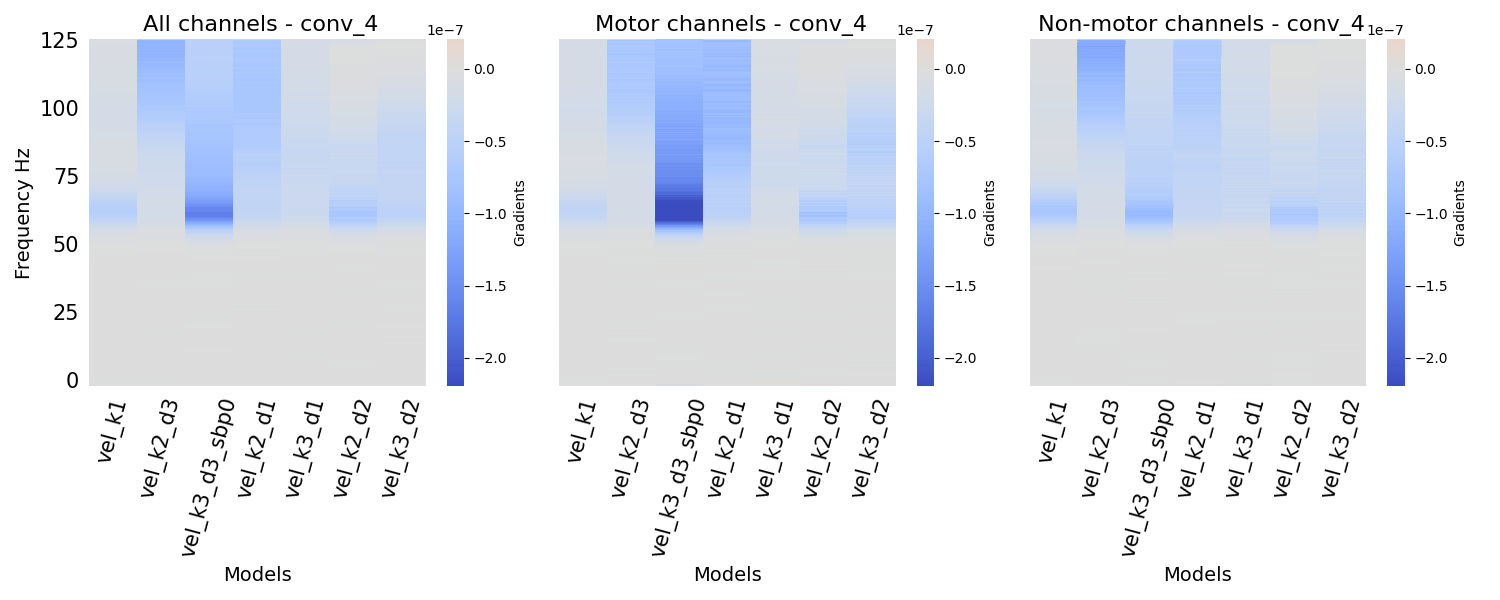 All channels - conv_4
1e−7
Motor channels - conv_4
1e−7
Non-motor channels - conv_4
1e−7
Frequency Hz
125
100
75
50
25
0
0.0
−0.5
−1.0
−1.5
−2.0
Gradients
0.0
−0.5
−1.0
−1.5
−2.0
Gradients
0.0
−0.5
−1.0
−1.5
−2.0
Gradients
vel_k1
vel_k2_d3
vel_k3_d3_sbp0
vel_k2_d1
vel_k3_d1
vel_k2_d2
vel_k3_d2
Models
vel_k1
vel_k2_d3
vel_k3_d3_sbp0
vel_k2_d1
vel_k3_d1
vel_k2_d2
vel_k3_d2
Models
vel_k1
vel_k2_d3
vel_k3_d3_sbp0
vel_k2_d1
vel_k3_d1
vel_k2_d2
vel_k3_d2
Models